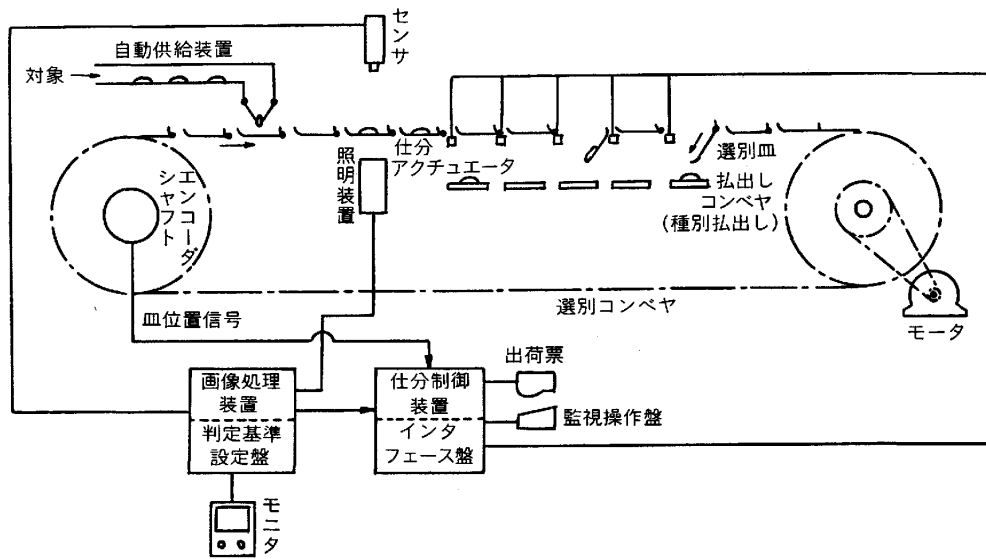 センサ
自動供給装置
対象
仕分
アクチュエータ
照明装置
選別皿
払出し
コンベヤ
(種別払出し)
エンコーダ
シャフト
選別コンベヤ
モータ
皿位置信号
出荷票
画像処理
装置
判定基準
設定盤
仕分制御
装置
インタ
フェース盤
監視操作盤
モニタ